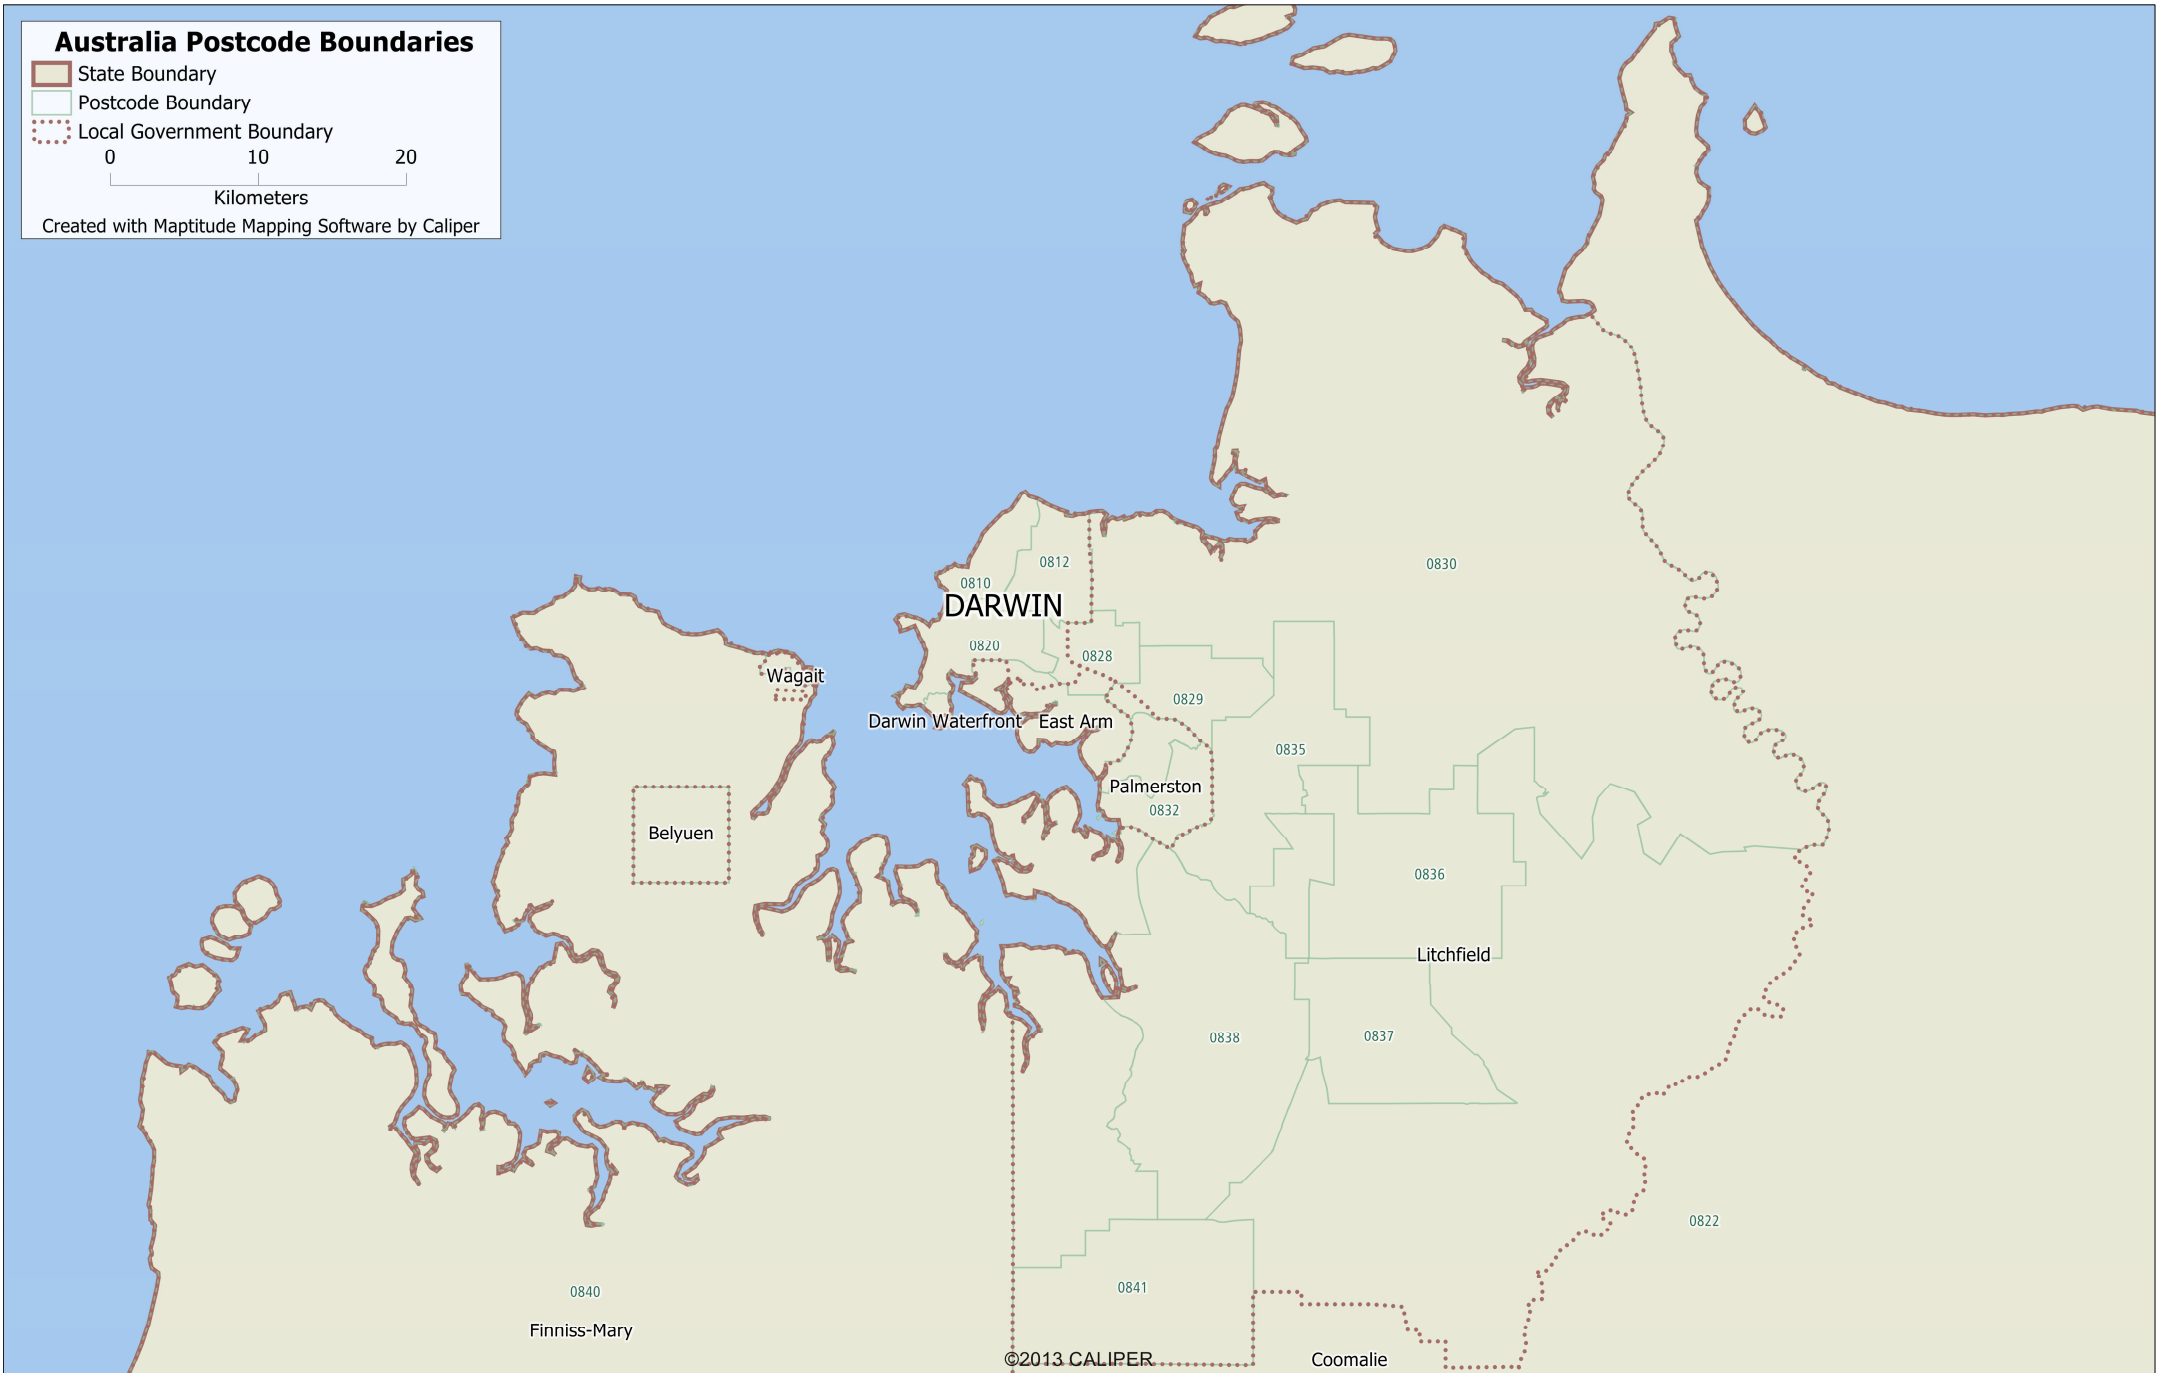 Australia Postcode Boundaries
State Boundary
Postcode Boundary
Local Government Boundary
0 10 20
Kilometers
Created with Maptitude Mapping Software by Caliper
0812
0830
0810
DARWIN
0820
0828
Wagait
0829
Darwin Waterfront
East Arm
0835
Palmerston
0832
Belyuen
0836
Litchfield
0838
0837
0822
0841
0840
Finniss-Mary
©2013 CALIPER
Coomalie